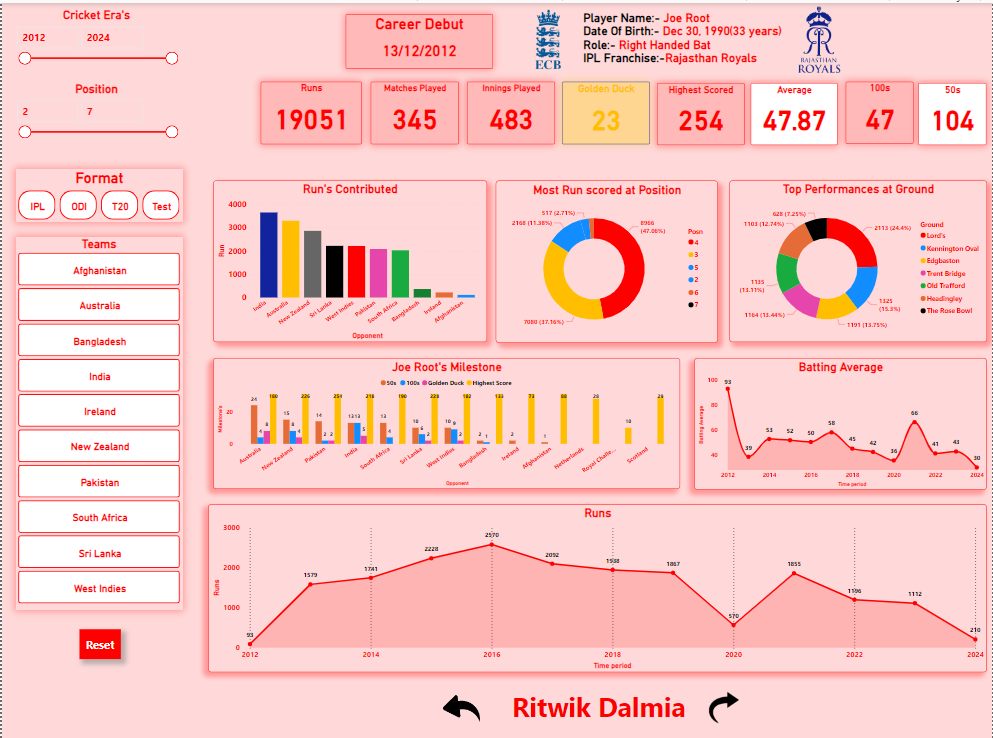 Cricket Era's
2012 2024
Position
2 7
Career Debut
13/12/2012
ECB
Player Name:- Joe Root
Date Of Birth:- Dec 30, 1990(33 years)
Role:- Right Handed Bat
IPL Franchise:-Rajasthan Royals
RAJASTHAN
ROYALS
Runs
19051
Matches Played
345
Innings Played
483
Golden Duck
23
Highest Scored
254
Average
47.87
100s
47
50s
104
Format
IPL ODI T20 Test
Teams
Afghanistan
Australia
Bangladesh
India
Ireland
New Zealand
Pakistan
South Africa
Sri Lanka
West Indies
Reset
Run's Contributed
Run
4000
3000
2000
1000
0
India Australia New Zealand Sri Lanka West Indies Pakistan South Africa Bangladesh Ireland Afghanistan
Opponent
Most Run scored at Position
517 (2.71%)
2168 (11.38%)
8966
(47.06%)
7080 (37.16%)
Posn
4
3
5
2
6
7
Top Performances at Ground
628 (7.25%)
1103 (12.74%)
2113 (24.4%)
1135
(13.11%)
1325
(15.3%)
1164 (13.44%)
1191 (13.75%)
Ground
Lord's
Kennington Oval
Edgbaston
Trent Bridge
Old Trafford
Headingley
The Rose Bowl
Joe Root's Milestone
50s 100s Golden Duck Highest Score
Milestone's
20
0
24 4 8 180
15 8 4 226
14 2 2 254
13 13 5 218
13 4 190
10 6 2 228
10 9 2 182
2 1 133
2 73
1 88
28
10
28
Australia New Zealand Pakistan India South Africa Sri Lanka West Indies Bangladesh Ireland Afghanistan Netherlands Royal Challe... Scotland
Opponent
Batting Average
Batting Average
100
80
60
40
93 39 53 52 50 58 45 42 36 66 41 43 30
2012 2014 2016 2018 2020 2022 2024
Time period
Runs
Runs
3000
2000
1000
0
93 1579 1741 2228 2570 2092 1938 1867 570 1855 1196 1112 210
2012 2014 2016 2018 2020 2022 2024
Time period
Ritwik Dalmia